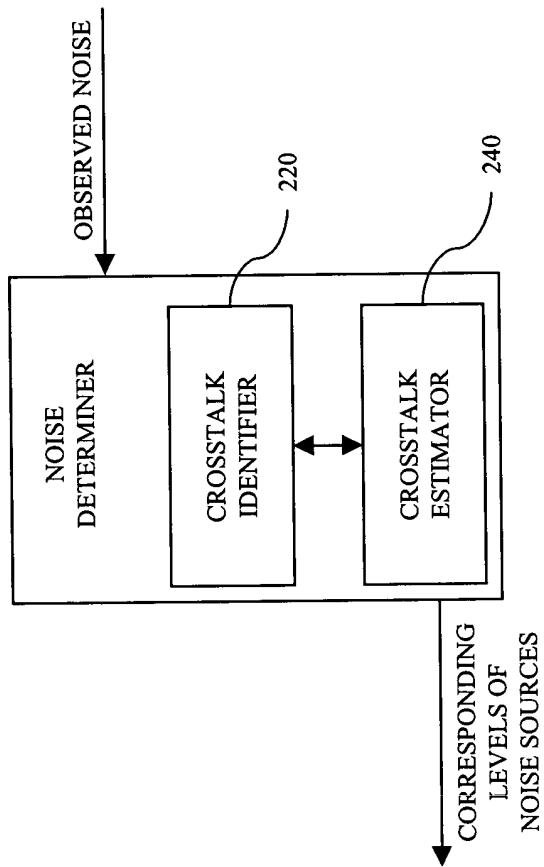 OBSERVED NOISE
NOISE
DETERMINER
CROSSTALK
IDENTIFIER
220
CROSSTALK
ESTIMATOR
240
CORRESPONDING
LEVELS OF
NOISE SOURCES